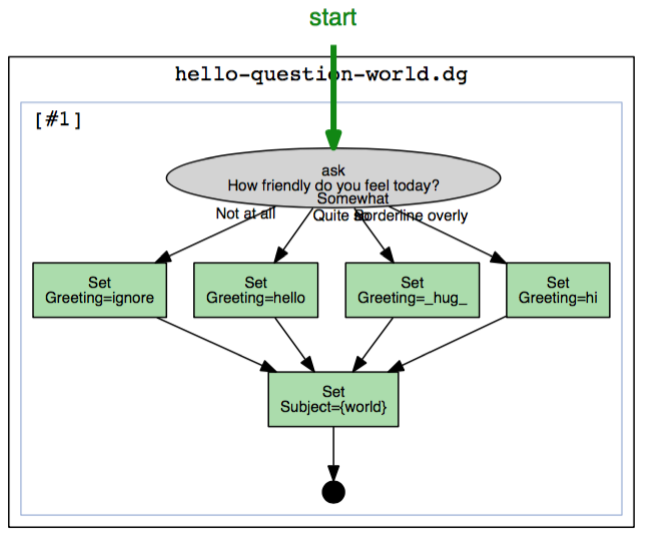 start
hello-question-world.dg
[#1]
ask
How friendly do you feel today?
Somewhat
Not at all
Quite so
Borderline overly
Set
Greeting=ignore
Set
Greeting=hello
Set
Greeting=_hug_
Set
Greeting=hi
Set
Subject={world}